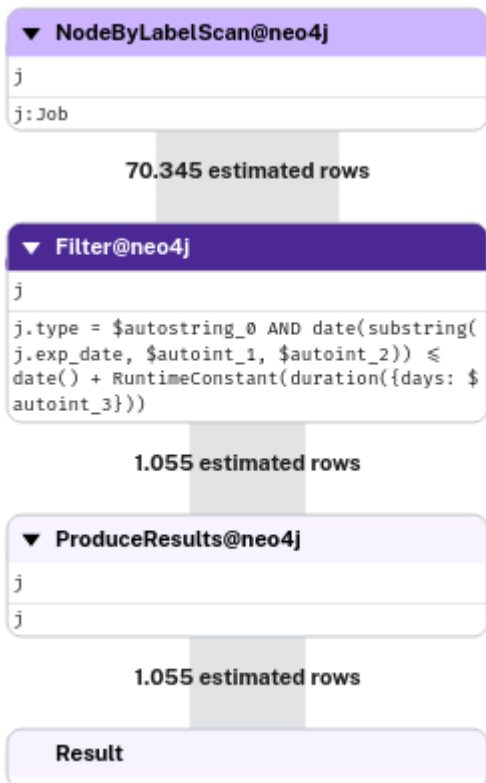 NodeByLabelScan@neo4j
j
j:Job
70.345 estimated rows
Filter@neo4j
j
j.type = $autostring_0 AND date(substring(
j.exp_date, $autoint_1, $autoint_2)) ⩽
date() + RuntimeConstant(duration({days: $
autoint_3}))
1.055 estimated rows
ProduceResults@neo4j
j
j
1.055 estimated rows
Result